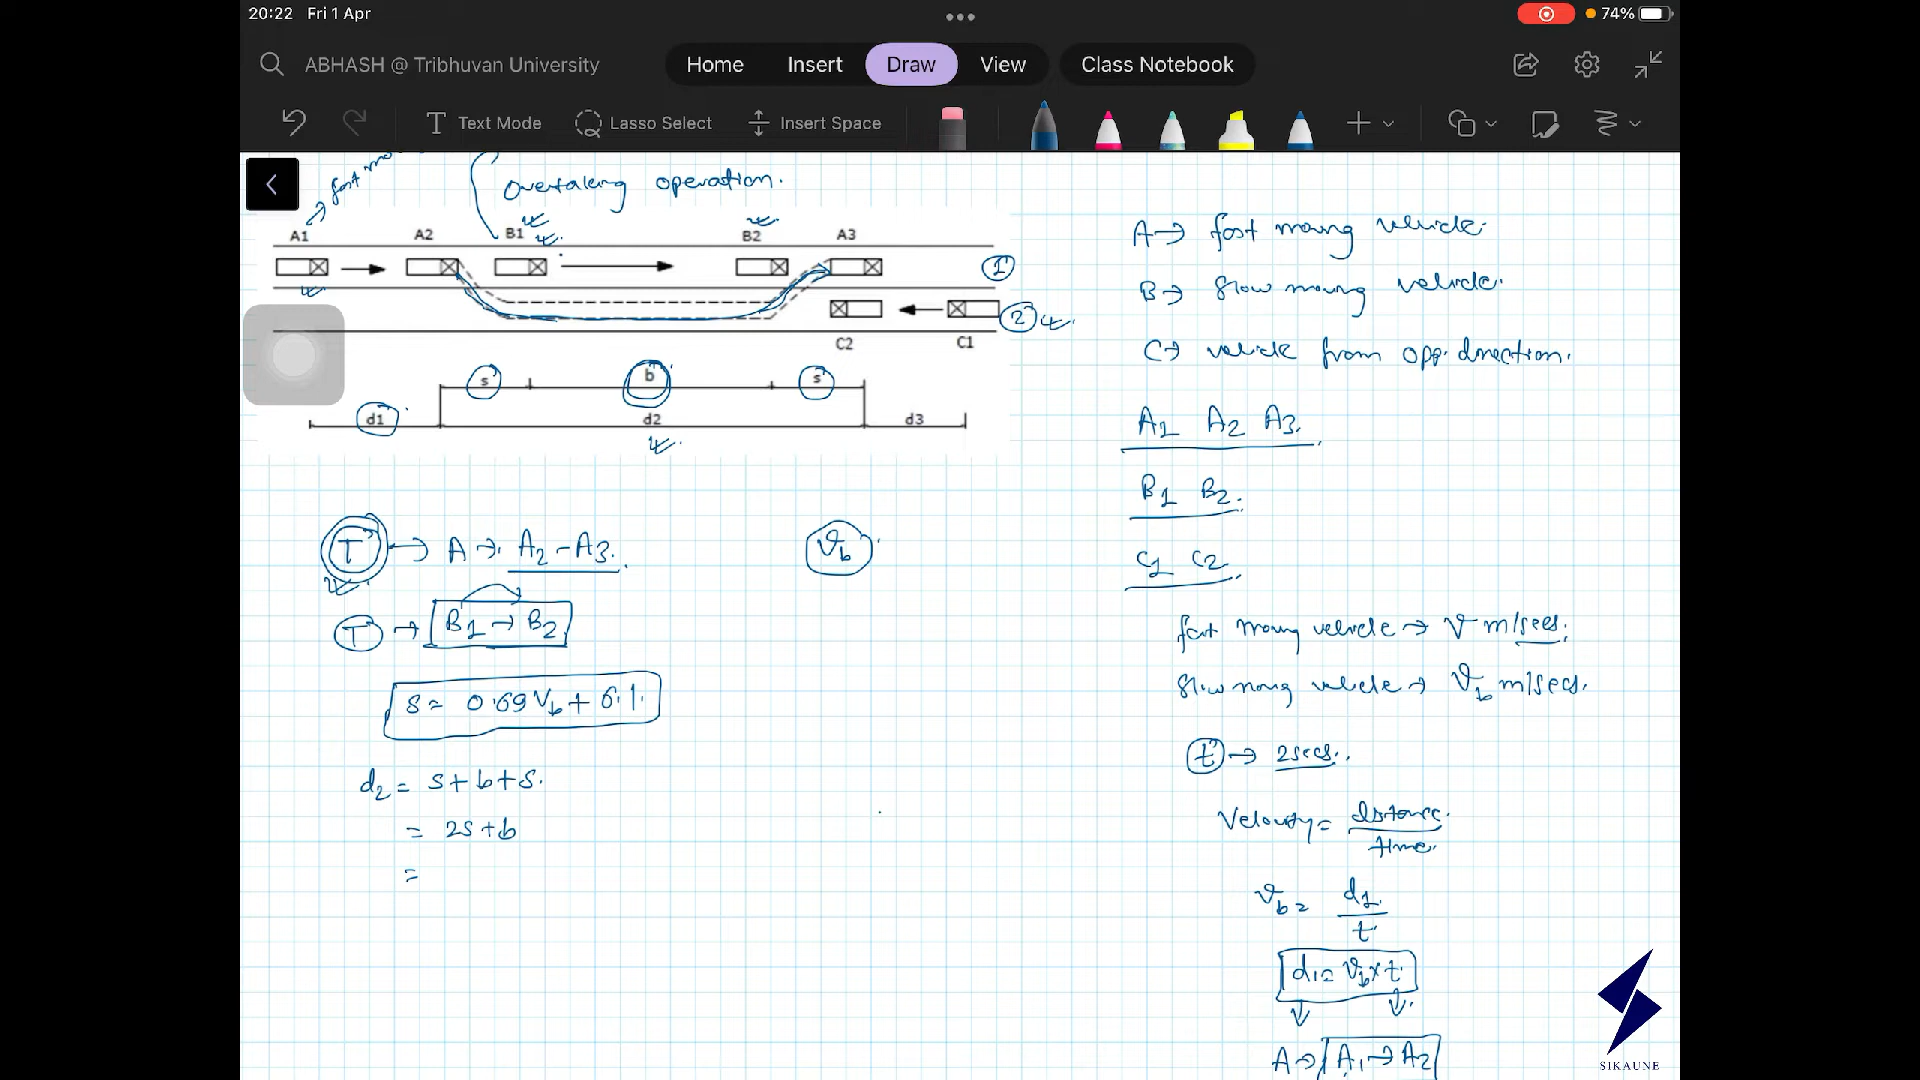 20:22 Fri 1 Apr
74%
ABHASH @ Tribhuvan University
Home Insert Draw View Class Notebook
Text Mode Lasso Select Insert Space
overtaking operation.
A1 A2 B1 B2 A3
1
2
C2 C1
s b s
d1 d2 d3
T → A → A2 - A3.
T → B1 → B2
S = 0.69 Vb + 6.1.
d2 = S + b + S.
= 2S + b
=
Vb
A → fast moving vehicle.
B → slow moving vehicle.
C → vehicle from opp. direction.
A1 A2 A3.
B1 B2.
C1 C2
fast moving vehicle → V m/secs.
slow moving vehicle → Vb m/secs.
t → 2secs.
Velocity = distance / time.
Vb = d1 / t
d1 = Vb x t
A → A1 → A2
SIKAUNE